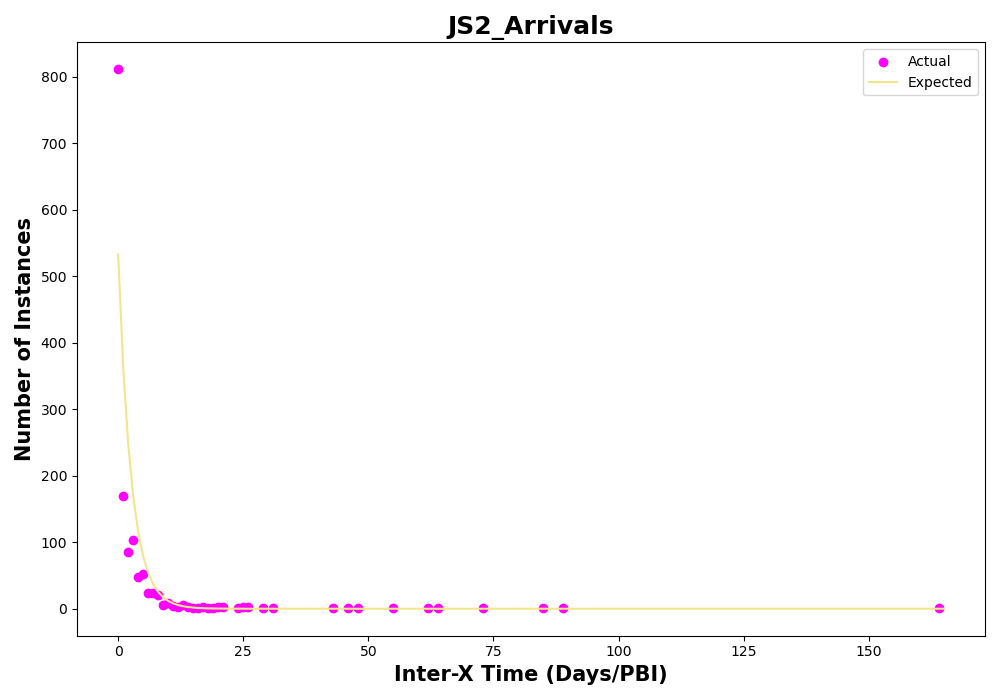 JS2_Arrivals
Actual
Expected
Number of Instances
800
700
600
500
400
300
200
100
0
0 25 50 75 100 125 150
Inter-X Time (Days/PBI)